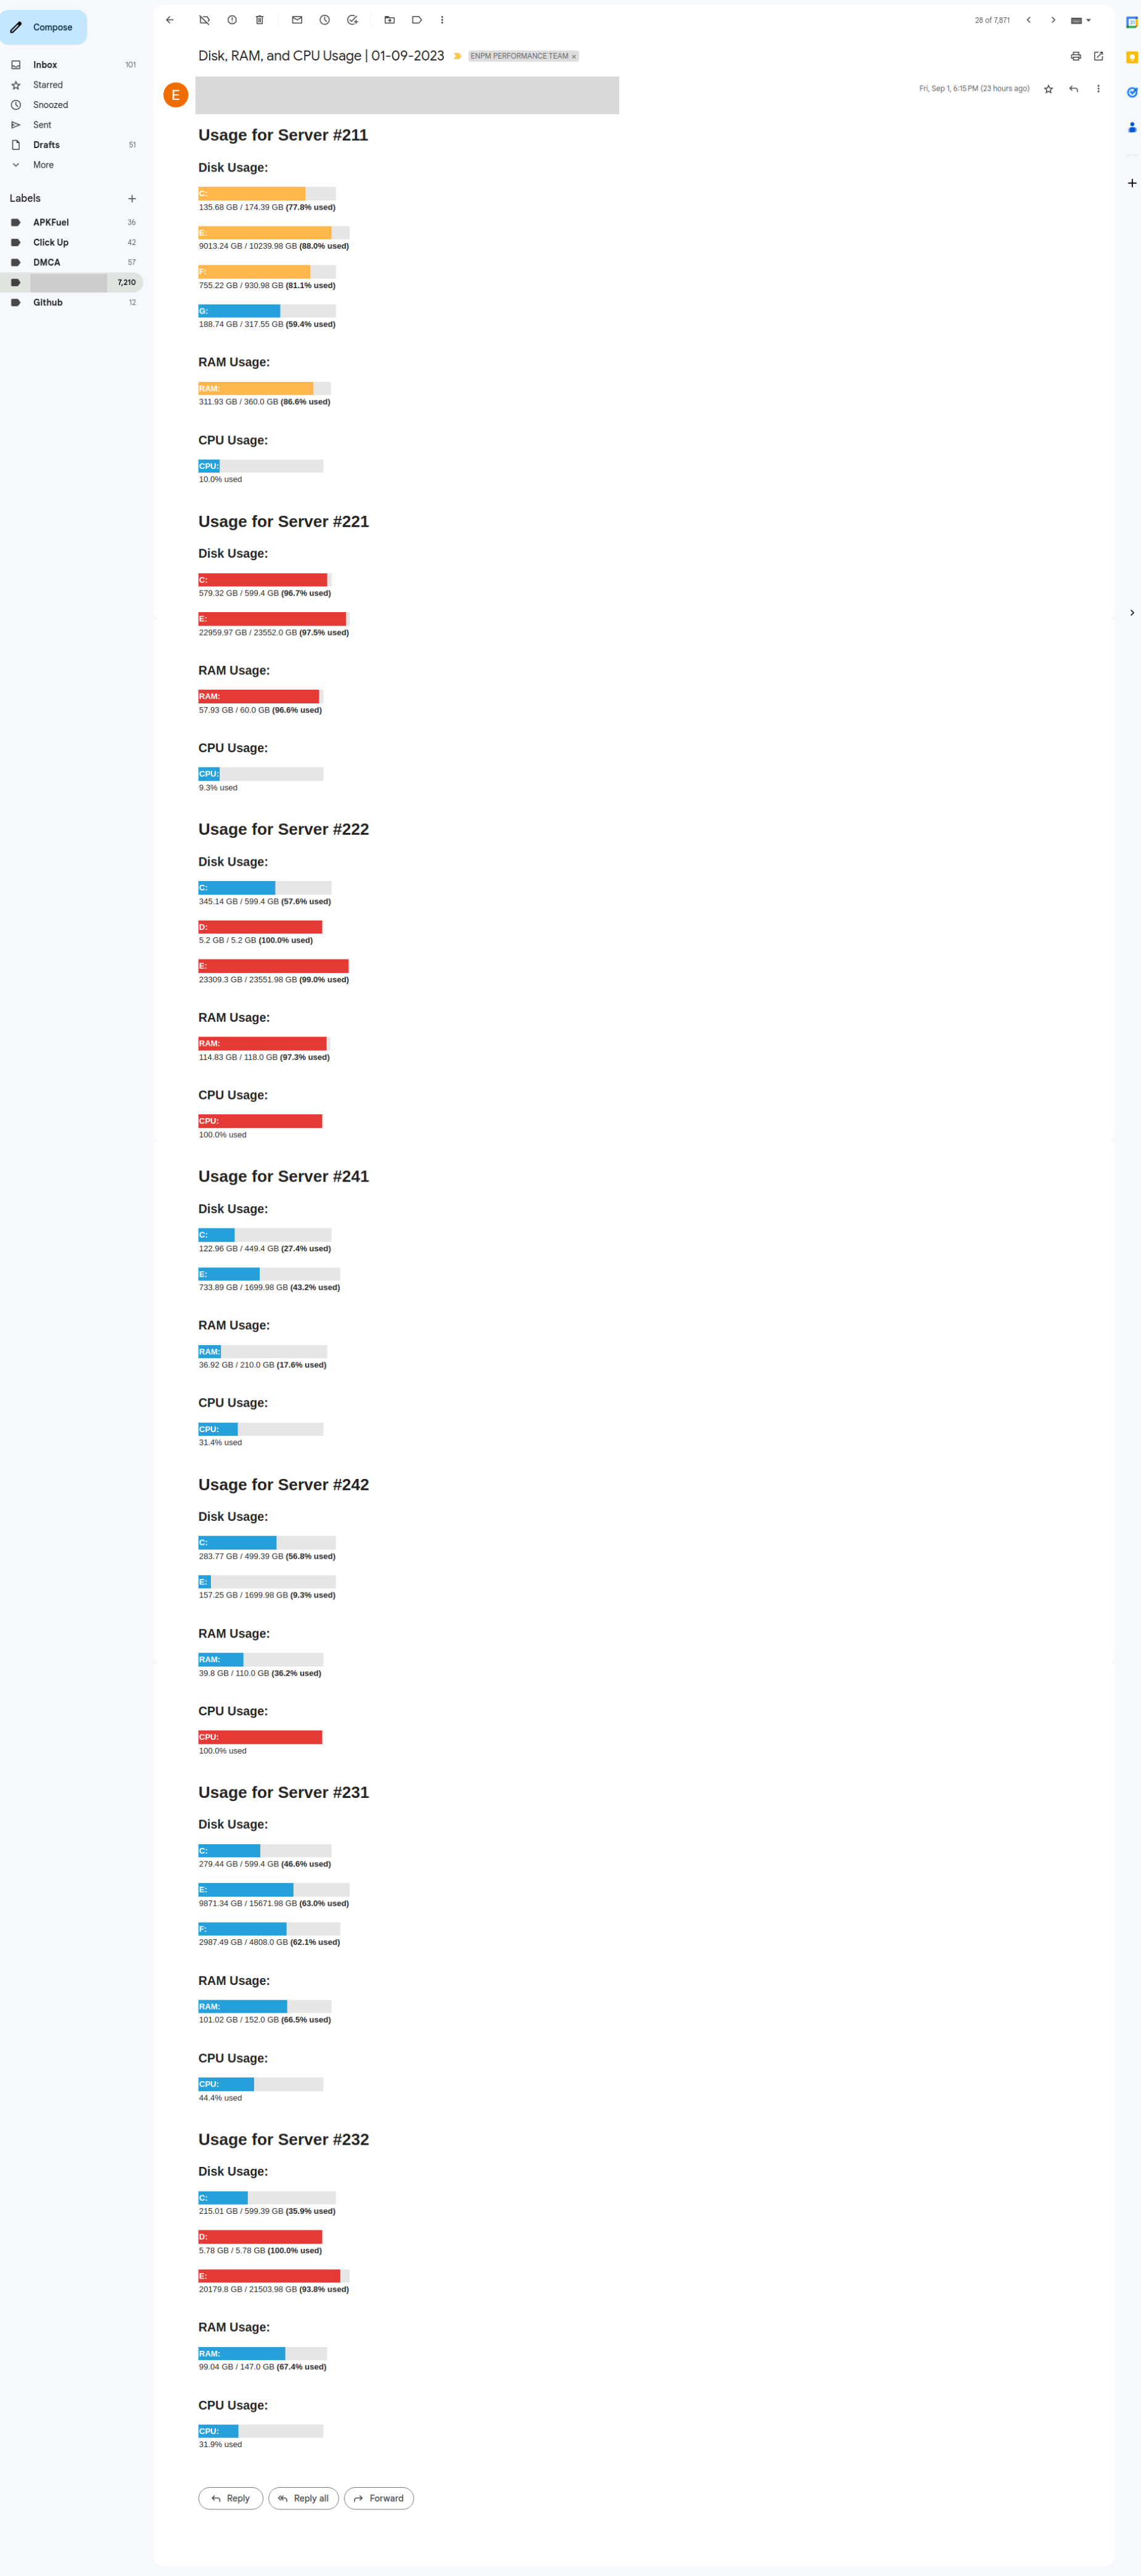 Compose
28 of 7,871
Inbox 101
Starred
Snoozed
Sent
Drafts 51
More
Labels
APKFuel 36
Click Up 42
DMCA 57
7,210
Github 12
Disk, RAM, and CPU Usage | 01-09-2023 ENPM PERFORMANCE TEAM ×
E
Fri, Sep 1, 6:15 PM (23 hours ago)
Usage for Server #211
Disk Usage:
C:
135.68 GB / 174.39 GB (77.8% used)
E:
9013.24 GB / 10239.98 GB (88.0% used)
F:
755.22 GB / 930.98 GB (81.1% used)
G:
188.74 GB / 317.55 GB (59.4% used)
RAM Usage:
RAM:
311.93 GB / 360.0 GB (86.6% used)
CPU Usage:
CPU:
10.0% used
Usage for Server #221
Disk Usage:
C:
579.32 GB / 599.4 GB (96.7% used)
E:
22959.97 GB / 23552.0 GB (97.5% used)
RAM Usage:
RAM:
57.93 GB / 60.0 GB (96.6% used)
CPU Usage:
CPU:
9.3% used
Usage for Server #222
Disk Usage:
C:
345.14 GB / 599.4 GB (57.6% used)
D:
5.2 GB / 5.2 GB (100.0% used)
E:
23309.3 GB / 23551.98 GB (99.0% used)
RAM Usage:
RAM:
114.83 GB / 118.0 GB (97.3% used)
CPU Usage:
CPU:
100.0% used
Usage for Server #241
Disk Usage:
C:
122.96 GB / 449.4 GB (27.4% used)
E:
733.89 GB / 1699.98 GB (43.2% used)
RAM Usage:
RAM:
36.92 GB / 210.0 GB (17.6% used)
CPU Usage:
CPU:
31.4% used
Usage for Server #242
Disk Usage:
C:
283.77 GB / 499.39 GB (56.8% used)
E:
157.25 GB / 1699.98 GB (9.3% used)
RAM Usage:
RAM:
39.8 GB / 110.0 GB (36.2% used)
CPU Usage:
CPU:
100.0% used
Usage for Server #231
Disk Usage:
C:
279.44 GB / 599.4 GB (46.6% used)
E:
9871.34 GB / 15671.98 GB (63.0% used)
F:
2987.49 GB / 4808.0 GB (62.1% used)
RAM Usage:
RAM:
101.02 GB / 152.0 GB (66.5% used)
CPU Usage:
CPU:
44.4% used
Usage for Server #232
Disk Usage:
C:
215.01 GB / 599.39 GB (35.9% used)
D:
5.78 GB / 5.78 GB (100.0% used)
E:
20179.8 GB / 21503.98 GB (93.8% used)
RAM Usage:
RAM:
99.04 GB / 147.0 GB (67.4% used)
CPU Usage:
CPU:
31.9% used
Reply Reply all Forward